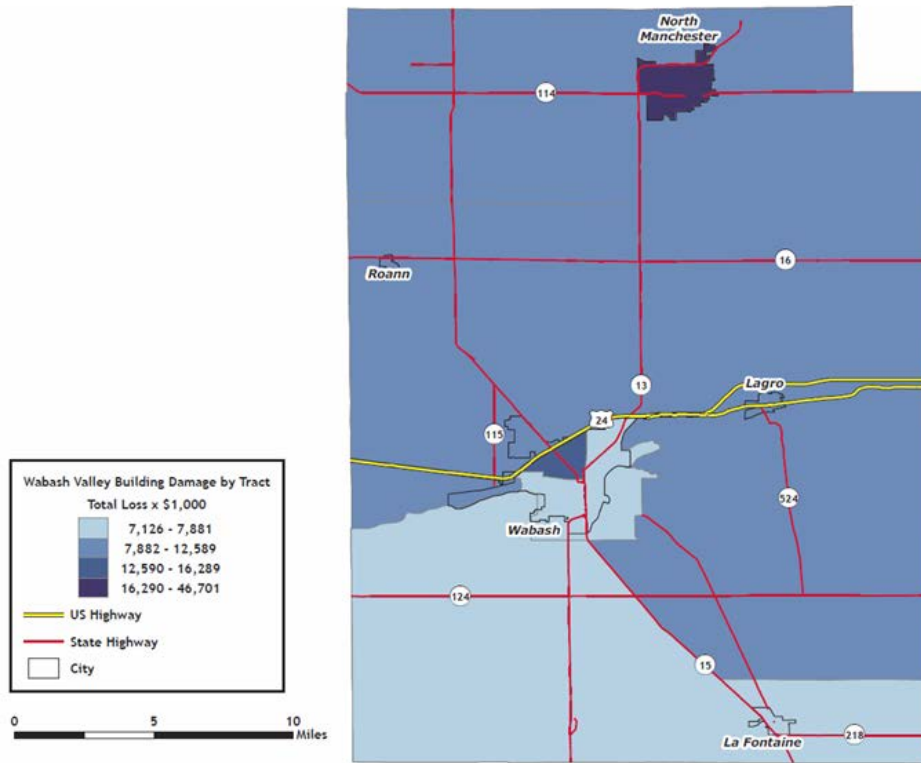 North
Manchester
114
Roann
16
Lagro
13
24
115
Wabash
524
124
15
La Fontaine
218
Wabash Valley Building Damage by Tract
Total Loss x $1,000
7,126 - 7,881
7,882 - 12,589
12,590 - 16,289
16,290 - 46,701
US Highway
State Highway
City
0 5 10
Miles